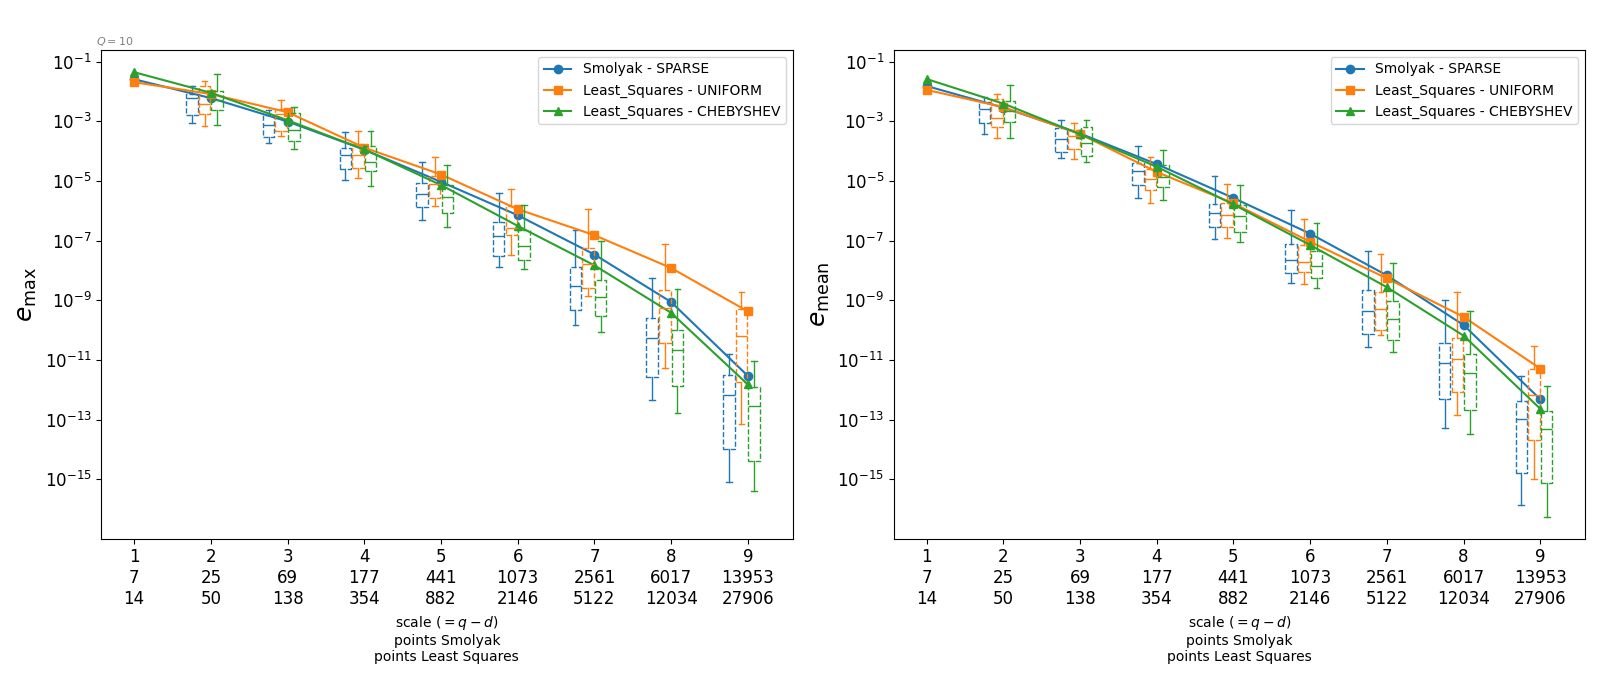 Q = 10
Smolyak - SPARSE
Least_Squares - UNIFORM
Least_Squares - CHEBYSHEV
10⁻¹
10⁻³
10⁻⁵
10⁻⁷
10⁻⁹
10⁻¹¹
10⁻¹³
10⁻¹⁵
e_max
1 2 3 4 5 6 7 8 9
7 25 69 177 441 1073 2561 6017 13953
14 50 138 354 882 2146 5122 12034 27906
scale (= q − d)
points Smolyak
points Least Squares
Smolyak - SPARSE
Least_Squares - UNIFORM
Least_Squares - CHEBYSHEV
10⁻¹
10⁻³
10⁻⁵
10⁻⁷
10⁻⁹
10⁻¹¹
10⁻¹³
10⁻¹⁵
e_mean
1 2 3 4 5 6 7 8 9
7 25 69 177 441 1073 2561 6017 13953
14 50 138 354 882 2146 5122 12034 27906
scale (= q − d)
points Smolyak
points Least Squares